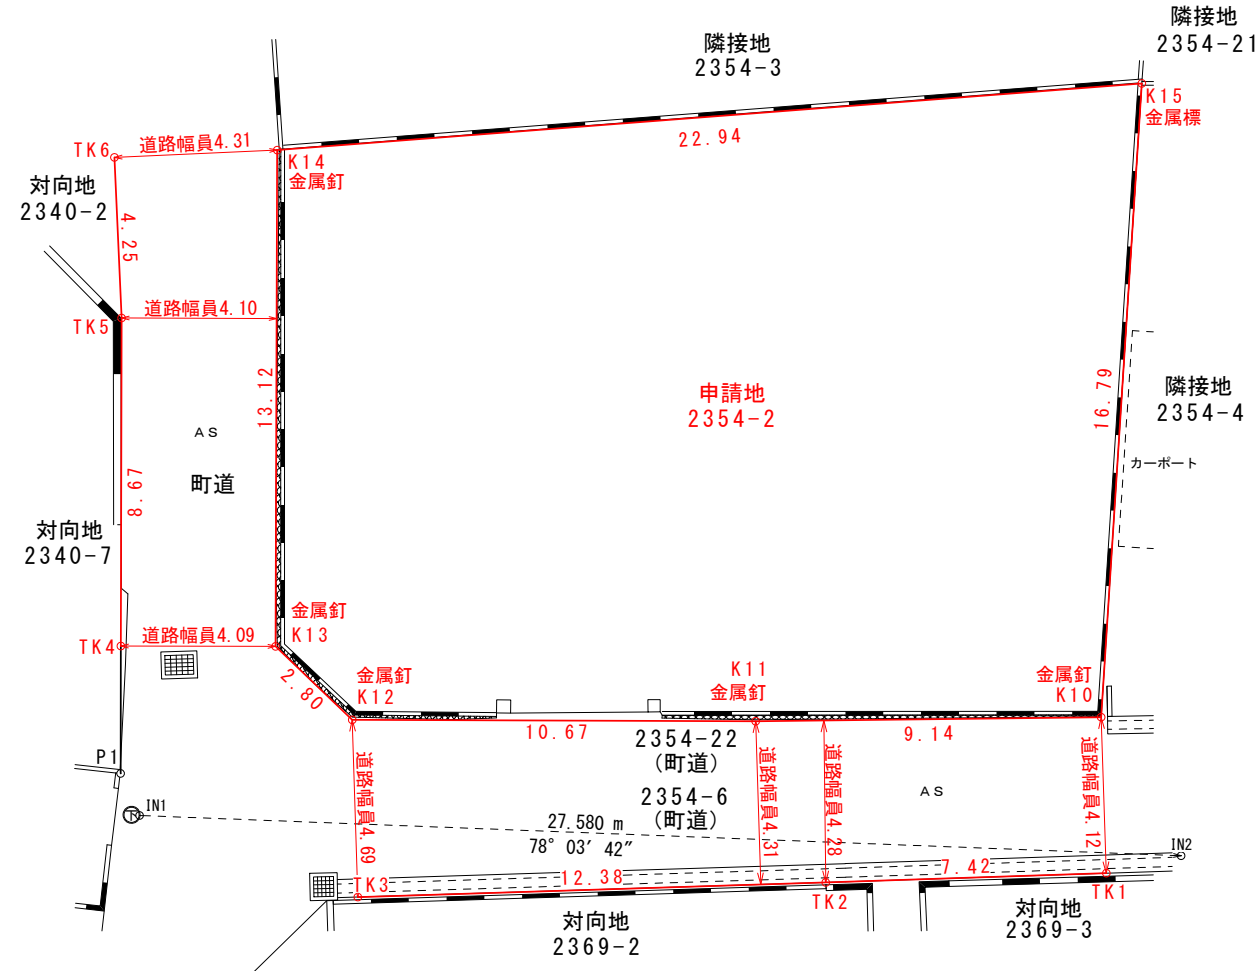 隣接地
2354-21
隣接地
2354-3
K15
金属標
22.94
道路幅員4.31
TK6
K14
金属釘
対向地
2340-2
4.25
道路幅員4.10
TK5
13.12
16.79
申請地
2354-2
隣接地
2354-4
AS
カーポート
町道
8.67
対向地
2340-7
金属釘
K13
道路幅員4.09
TK4
2.80
金属釘
K12
K11
金属釘
金属釘
K10
10.67
9.14
2354-22
(町道)
2354-6
(町道)
P1
道路幅員4.69
道路幅員4.31
道路幅員4.28
道路幅員4.12
AS
IN1
27.580 m
78° 03′ 42″
IN2
TK3
12.38
7.42
TK2
TK1
対向地
2369-2
対向地
2369-3